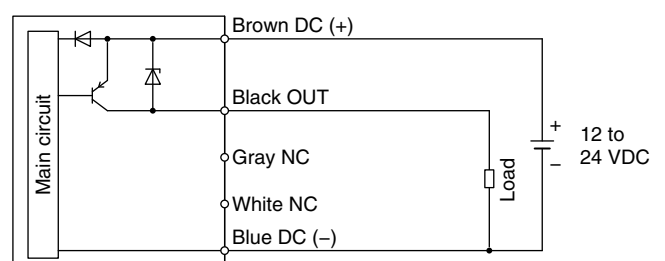 Brown DC (+)
Main circuit
Black OUT
Gray NC
White NC
Blue DC (−)
Load
+
−
12 to
24 VDC